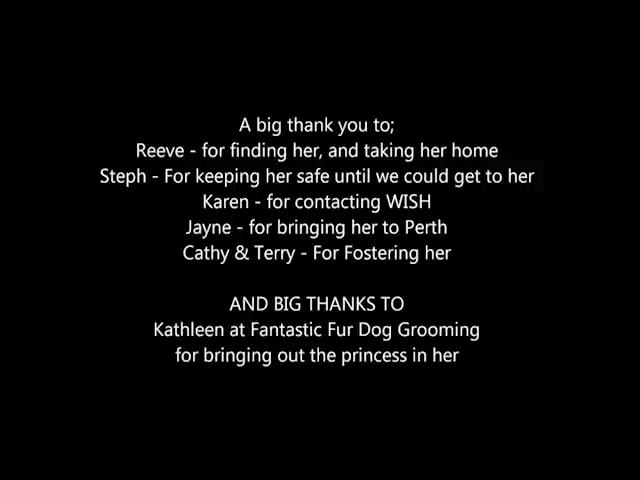 A big thank you to;
Reeve - for finding her, and taking her home
Steph - For keeping her safe until we could get to her
Karen - for contacting WISH
Jayne - for bringing her to Perth
Cathy & Terry - For Fostering her
AND BIG THANKS TO
Kathleen at Fantastic Fur Dog Grooming
for bringing out the princess in her